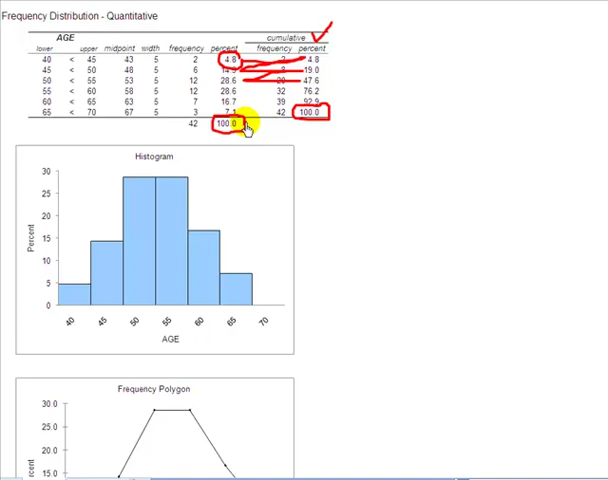 Frequency Distribution - Quantitative
AGE cumulative
lower upper midpoint width frequency percent frequency percent
40 < 45 43 5 2 4.8 2 4.8
45 < 50 48 5 6 14.3 8 19.0
50 < 55 53 5 12 28.6 20 47.6
55 < 60 58 5 12 28.6 32 76.2
60 < 65 63 5 7 16.7 39 92.9
65 < 70 67 5 3 7.1 42 100.0
42 100.0
Histogram
30
25
20
15
10
5
0
Percent
40 45 50 55 60 65 70
AGE
Frequency Polygon
30.0
25.0
20.0
15.0